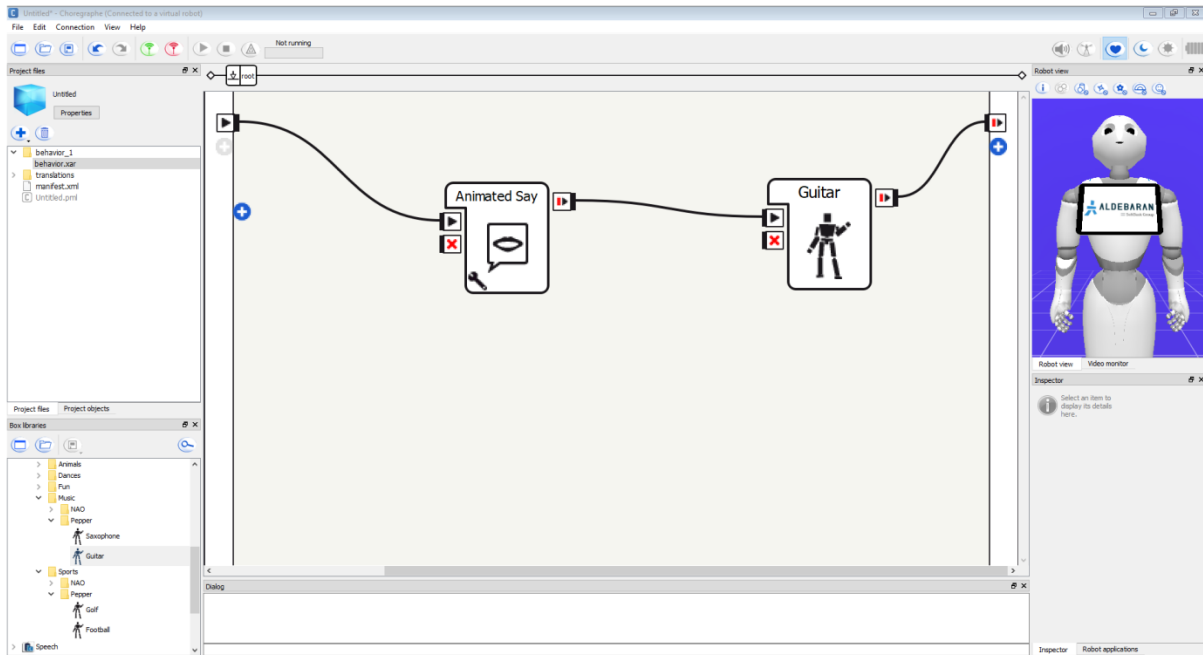 Untitled* - Choregraphe (Connected to a virtual robot)
File Edit Connection View Help
Not running
Project files
Untitled
Properties
behavior_1
behavior.xar
translations
manifest.xml
Untitled.pml
Project files Project objects
Box libraries
Animals
Dances
Fun
Music
NAO
Pepper
Saxophone
Guitar
Sports
NAO
Pepper
Golf
Football
Speech
root
Animated Say
Guitar
Dialog
Robot view
ALDEBARAN
Robot view Video monitor
Inspector
Select an item to
display its details
here.
Inspector Robot applications